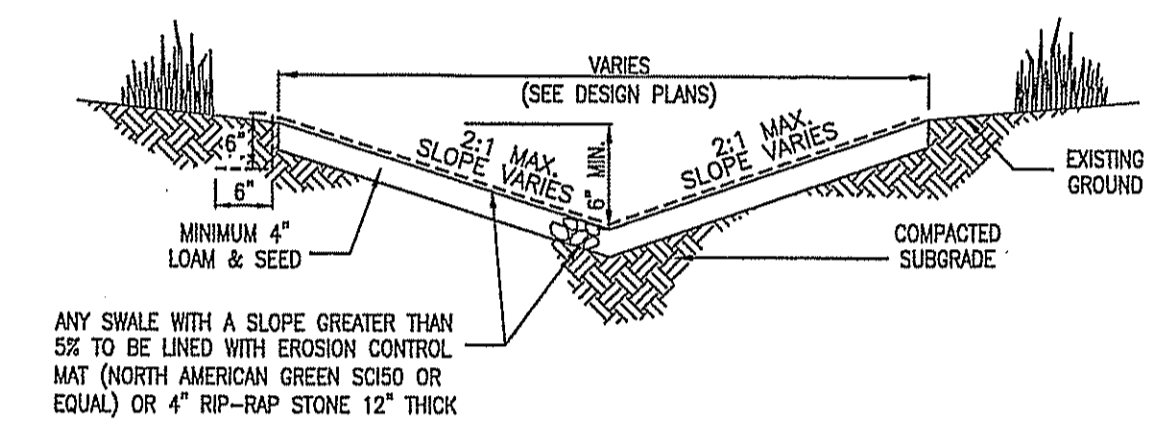 VARIES
(SEE DESIGN PLANS)
2:1 MAX.
SLOPE VARIES
6" MIN.
2:1 MAX.
SLOPE VARIES
6"
6"
EXISTING
GROUND
MINIMUM 4"
LOAM & SEED
COMPACTED
SUBGRADE
ANY SWALE WITH A SLOPE GREATER THAN
5% TO BE LINED WITH EROSION CONTROL
MAT (NORTH AMERICAN GREEN SC150 OR
EQUAL) OR 4" RIP-RAP STONE 12" THICK